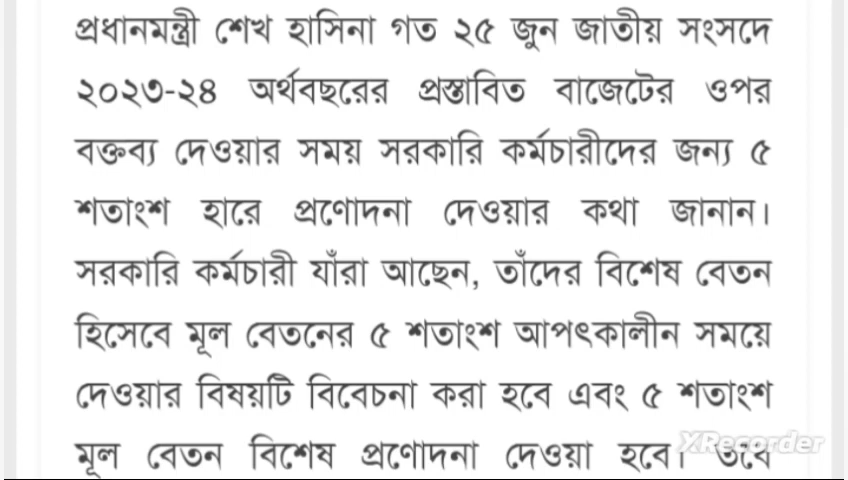 প্রধানমন্ত্রী শেখ হাসিনা গত ২৫ জুন জাতীয় সংসদে
২০২৩-২৪ অর্থবছরের প্রস্তাবিত বাজেটের ওপর
বক্তব্য দেওয়ার সময় সরকারি কর্মচারীদের জন্য ৫
শতাংশ হারে প্রণোদনা দেওয়ার কথা জানান।
সরকারি কর্মচারী যাঁরা আছেন, তাঁদের বিশেষ বেতন
হিসেবে মূল বেতনের ৫ শতাংশ আপৎকালীন সময়ে
দেওয়ার বিষয়টি বিবেচনা করা হবে এবং ৫ শতাংশ
মূল বেতন বিশেষ প্রণোদনা দেওয়া হবে। তবে
XRecorder